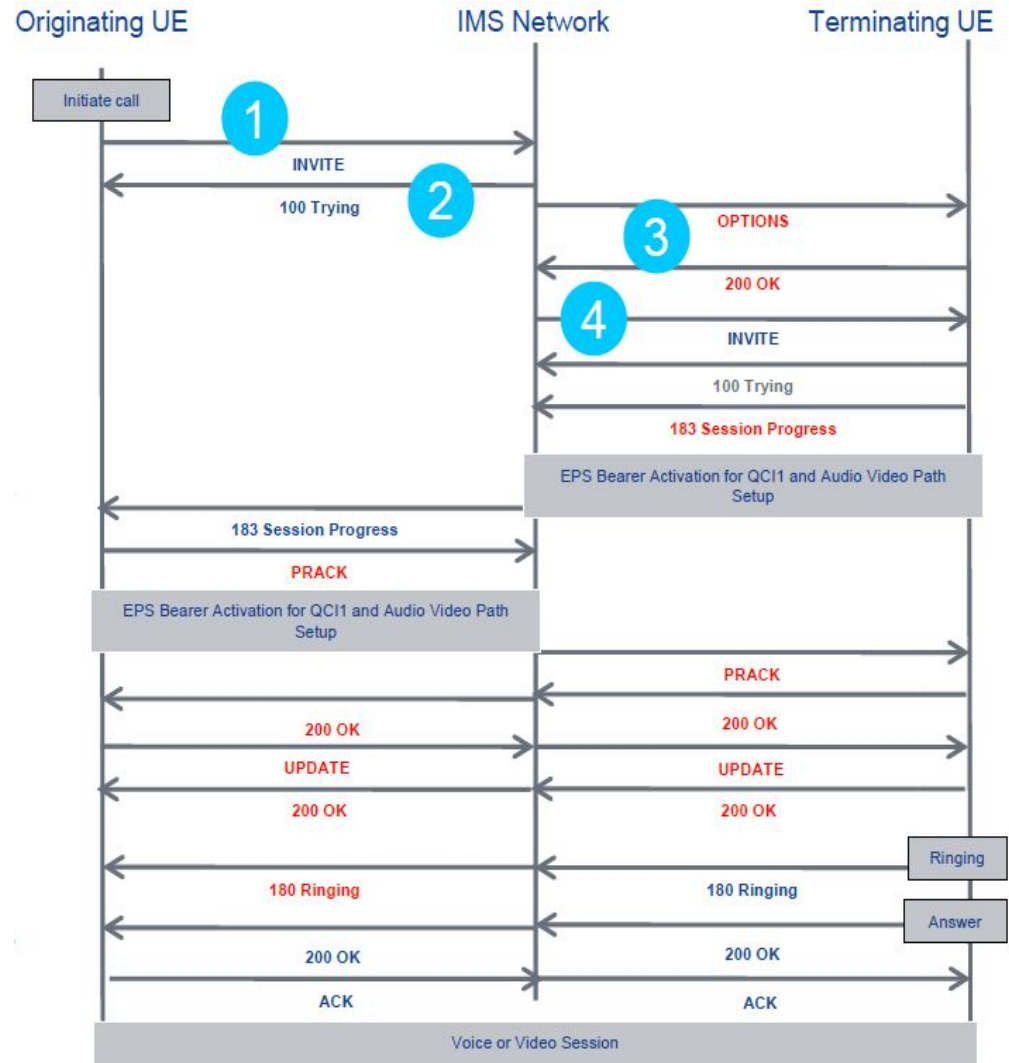 Originating UE
IMS Network
Terminating UE
Initiate call
1
INVITE
2
100 Trying
OPTIONS
3
200 OK
4
INVITE
100 Trying
183 Session Progress
EPS Bearer Activation for QCI1 and Audio Video Path
Setup
183 Session Progress
PRACK
EPS Bearer Activation for QCI1 and Audio Video Path
Setup
PRACK
200 OK
200 OK
UPDATE
UPDATE
200 OK
200 OK
Ringing
180 Ringing
180 Ringing
Answer
200 OK
200 OK
ACK
ACK
Voice or Video Session